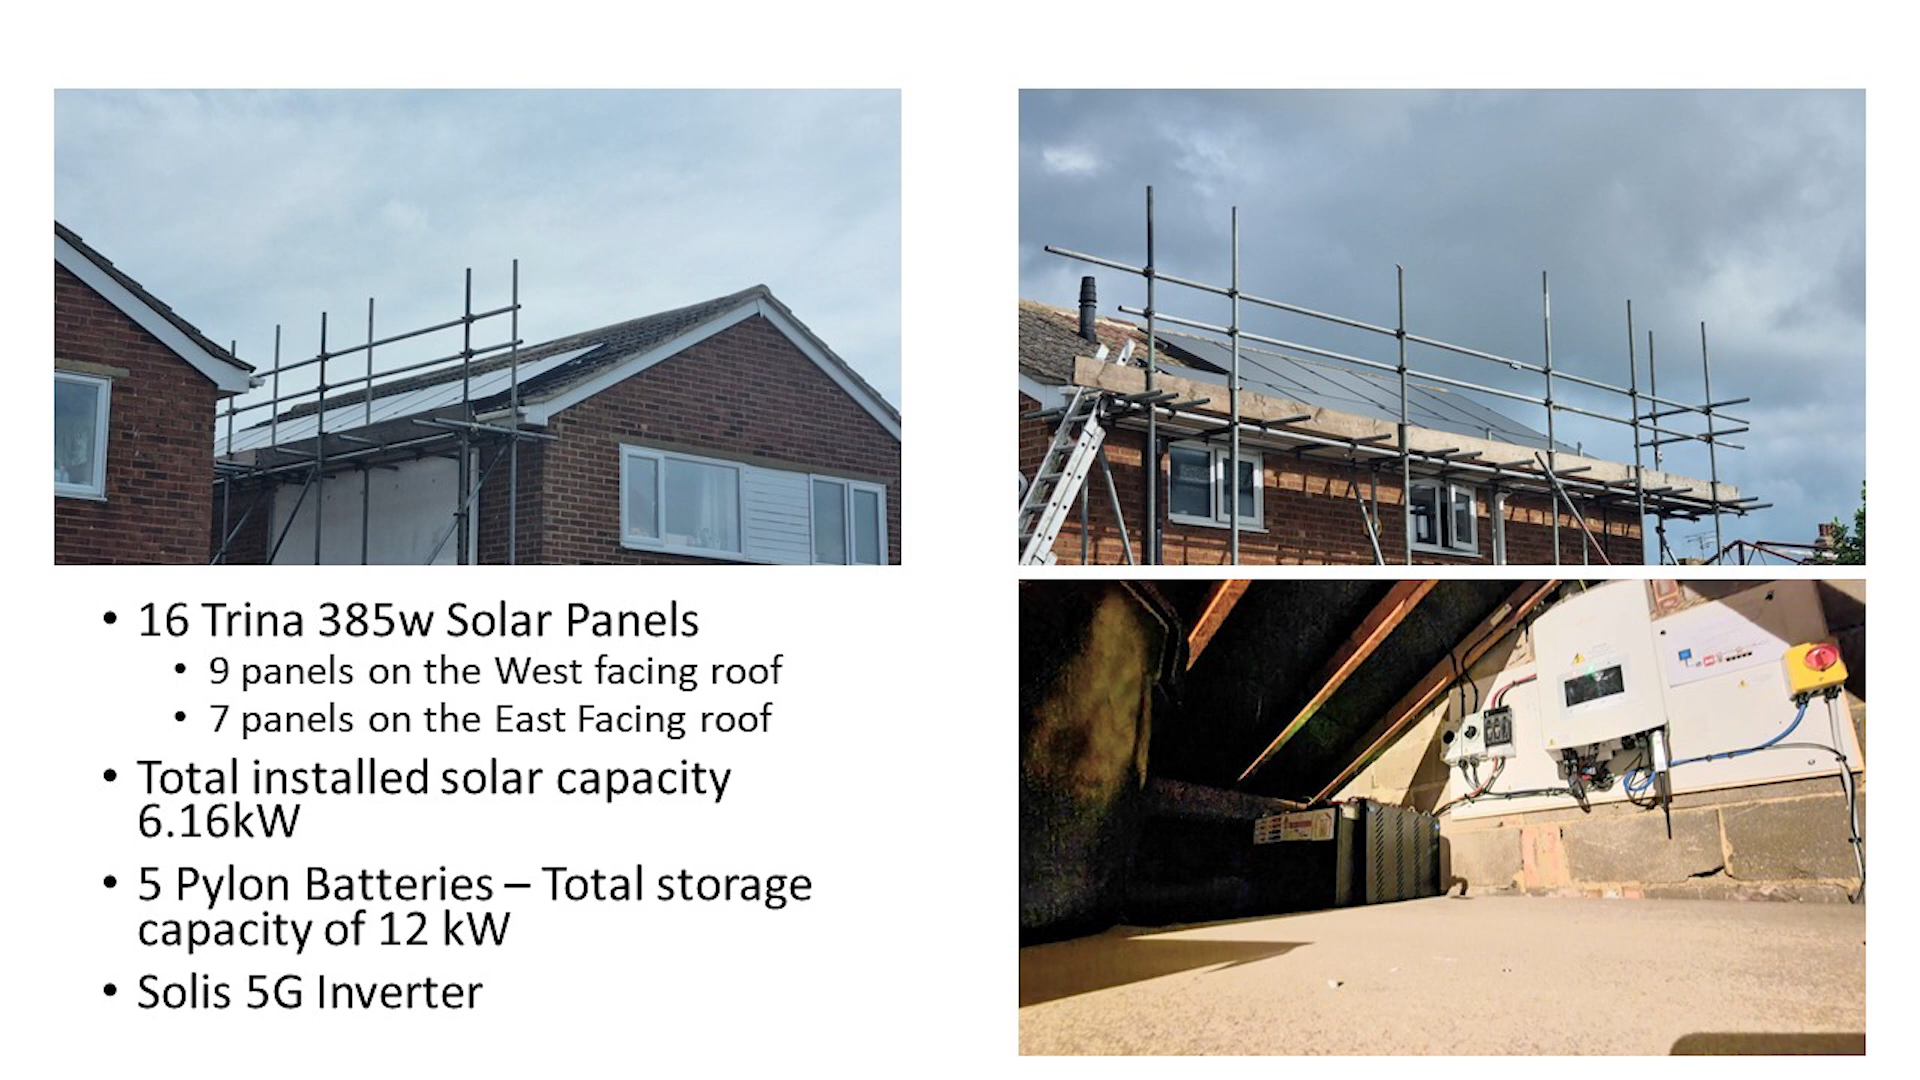 16 Trina 385w Solar Panels
9 panels on the West facing roof
7 panels on the East Facing roof
Total installed solar capacity
6.16kW
5 Pylon Batteries – Total storage
capacity of 12 kW
Solis 5G Inverter